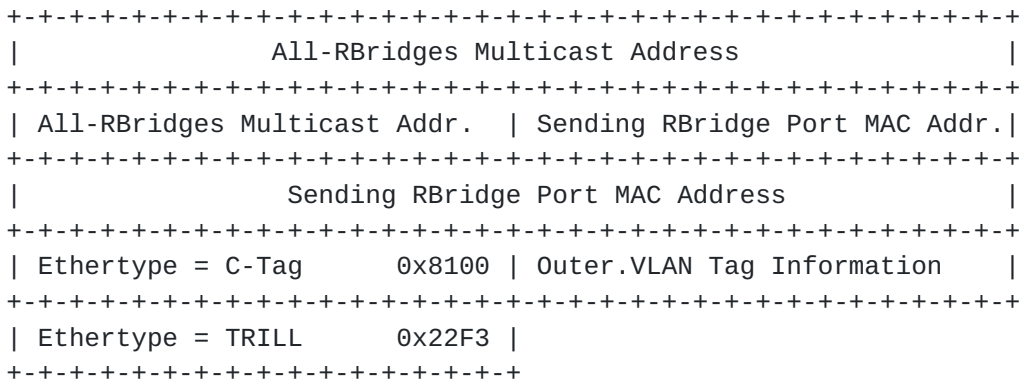 +-+-+-+-+-+-+-+-+-+-+-+-+-+-+-+-+-+-+-+-+-+-+-+-+-+-+-+-+-+-+-+-+
|                All-RBridges Multicast Address                 |
+-+-+-+-+-+-+-+-+-+-+-+-+-+-+-+-+-+-+-+-+-+-+-+-+-+-+-+-+-+-+-+-+
| All-RBridges Multicast Addr.  | Sending RBridge Port MAC Addr.|
+-+-+-+-+-+-+-+-+-+-+-+-+-+-+-+-+-+-+-+-+-+-+-+-+-+-+-+-+-+-+-+-+
|                 Sending RBridge Port MAC Address              |
+-+-+-+-+-+-+-+-+-+-+-+-+-+-+-+-+-+-+-+-+-+-+-+-+-+-+-+-+-+-+-+-+
| Ethertype = C-Tag      0x8100 | Outer.VLAN Tag Information    |
+-+-+-+-+-+-+-+-+-+-+-+-+-+-+-+-+-+-+-+-+-+-+-+-+-+-+-+-+-+-+-+-+
| Ethertype = TRILL      0x22F3 |
+-+-+-+-+-+-+-+-+-+-+-+-+-+-+-+-+